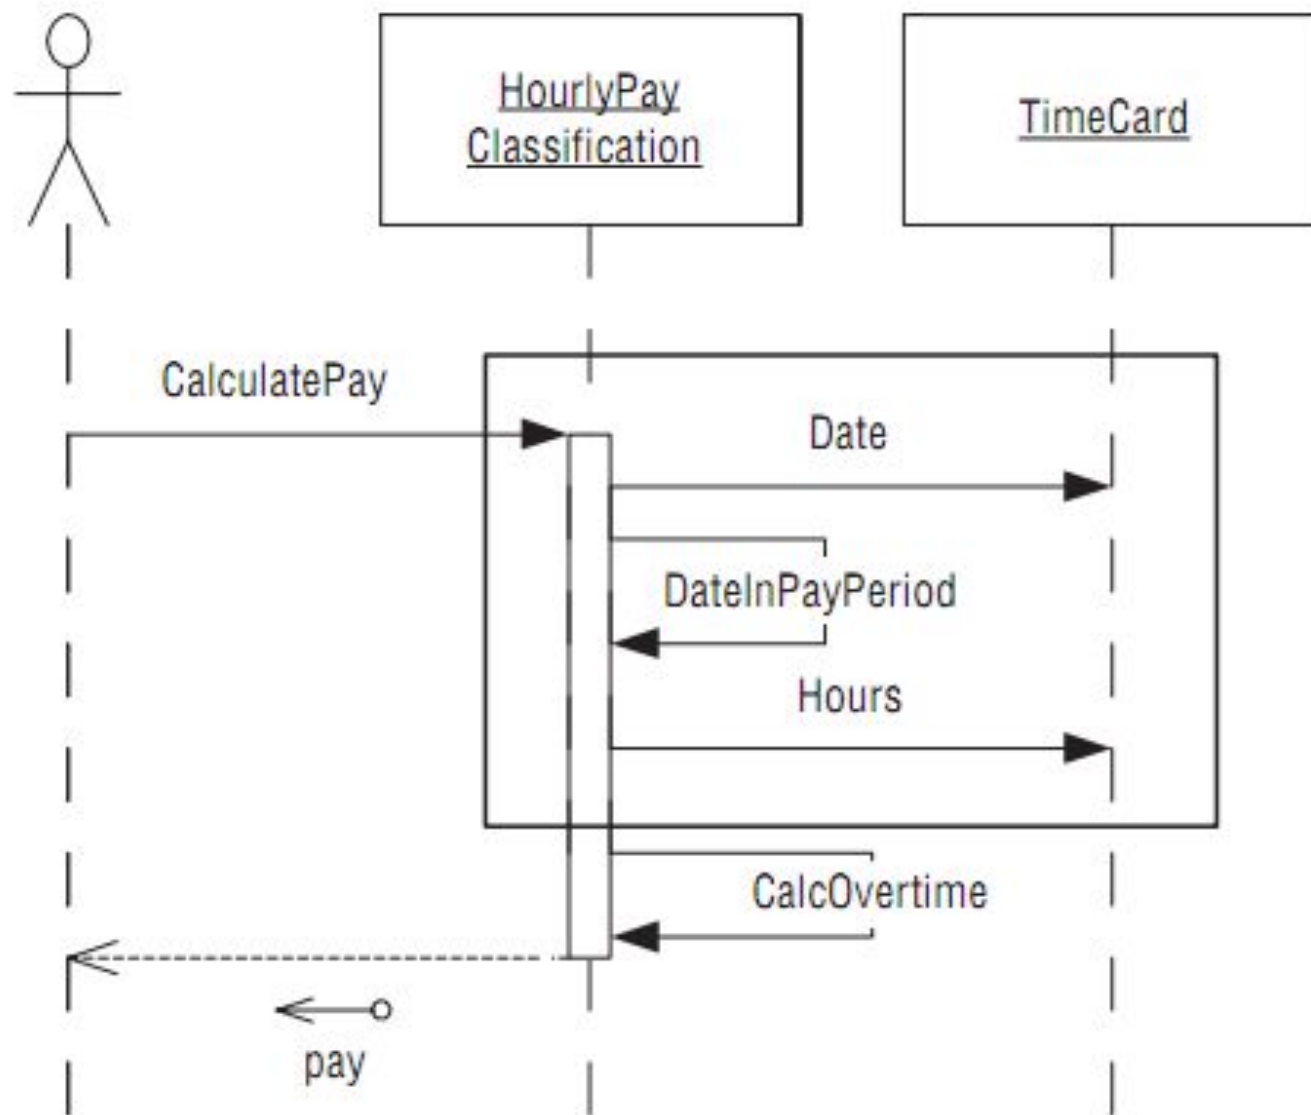 HourlyPay
Classification
TimeCard
CalculatePay
Date
DateInPayPeriod
Hours
CalcOvertime
pay